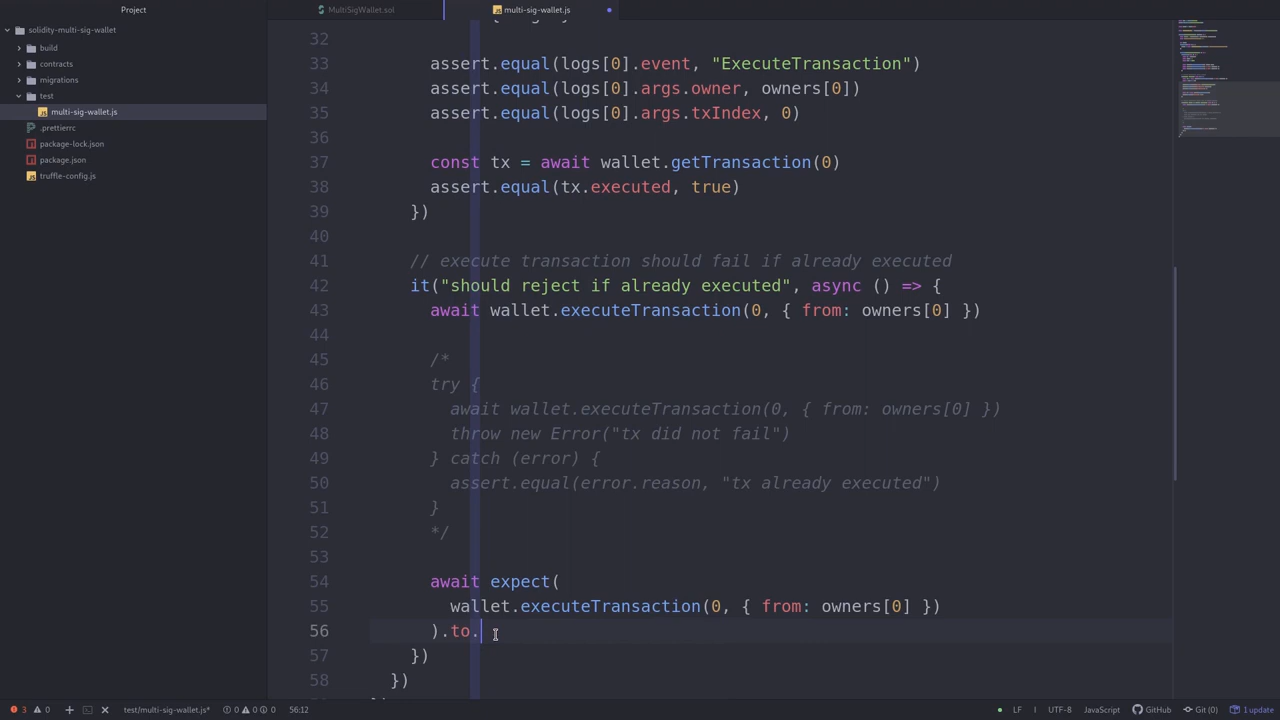 Project
MultiSigWallet.sol
multi-sig-wallet.js
solidity-multi-sig-wallet
build
contracts
migrations
test
multi-sig-wallet.js
.prettierrc
package-lock.json
package.json
truffle-config.js
32
33 assert.equal(logs[0].event, "ExecuteTransaction")
34 assert.equal(logs[0].args.owner, owners[0])
35 assert.equal(logs[0].args.txIndex, 0)
36
37 const tx = await wallet.getTransaction(0)
38 assert.equal(tx.executed, true)
39 })
40
41 // execute transaction should fail if already executed
42 it("should reject if already executed", async () => {
43 await wallet.executeTransaction(0, { from: owners[0] })
44
45 /*
46 try {
47 await wallet.executeTransaction(0, { from: owners[0] })
48 throw new Error("tx did not fail")
49 } catch (error) {
50 assert.equal(error.reason, "tx already executed")
51 }
52 */
53
54 await expect(
55 wallet.executeTransaction(0, { from: owners[0] })
56 ).to.
57 })
58 })
3 0 test/multi-sig-wallet.js* 0 0 0 56:12 LF UTF-8 JavaScript GitHub Git (0) 1 update